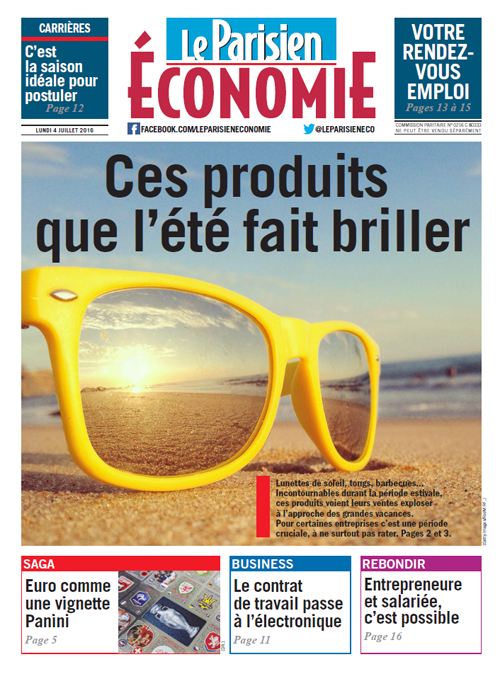 CARRIÈRES
C'est
la saison
idéale pour
postuler
Page 12
LUNDI 4 JUILLET 2016
Le Parisien
ÉCONOMIE
FACEBOOK.COM/LEPARISIENECONOMIE
@LEPARISIENECO
VOTRE
RENDEZ-
VOUS
EMPLOI
Pages 13 à 15
COMMISSION PARITAIRE N° 0216 C 80333
NE PEUT ÊTRE VENDU SÉPARÉMENT
Ces produits
que l'été fait briller
Lunettes de soleil, tongs, barbecues...
Incontournables durant la période estivale,
ces produits voient leurs ventes exploser
à l'approche des grandes vacances.
Pour certaines entreprises c'est une période
cruciale, à ne surtout pas rater. Pages 2 et 3.
SAGA
Euro comme
une vignette
Panini
Page 5
BUSINESS
Le contrat
de travail passe
à l'électronique
Page 11
REBONDIR
Entrepreneure
et salariée,
c'est possible
Page 16